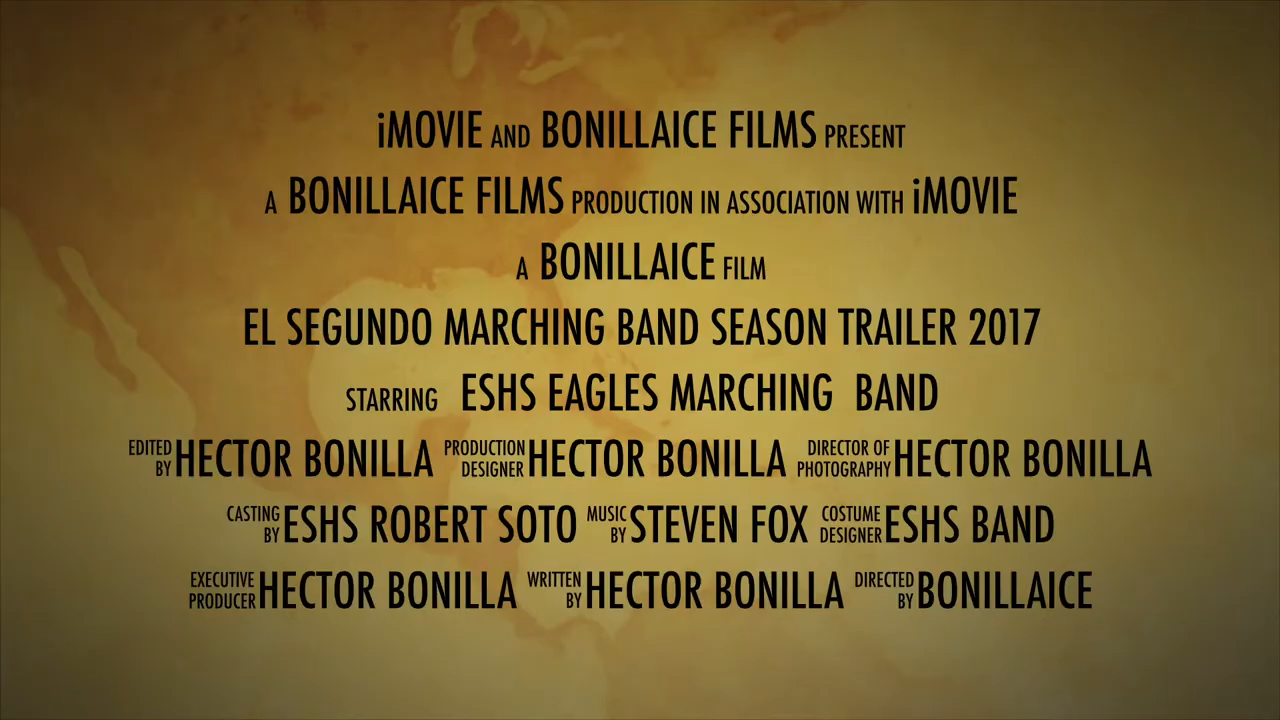 iMOVIE AND BONILLAICE FILMS PRESENT
A BONILLAICE FILMS PRODUCTION IN ASSOCIATION WITH iMOVIE
A BONILLAICE FILM
EL SEGUNDO MARCHING BAND SEASON TRAILER 2017
STARRING ESHS EAGLES MARCHING BAND
EDITED BY HECTOR BONILLA PRODUCTION DESIGNER HECTOR BONILLA DIRECTOR OF PHOTOGRAPHY HECTOR BONILLA
CASTING BY ESHS ROBERT SOTO MUSIC BY STEVEN FOX COSTUME DESIGNER ESHS BAND
EXECUTIVE PRODUCER HECTOR BONILLA WRITTEN BY HECTOR BONILLA DIRECTED BY BONILLAICE